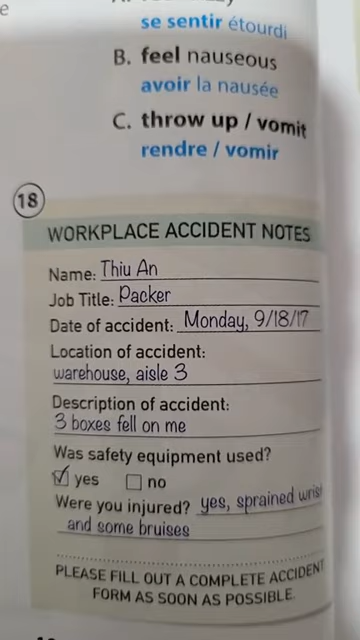 se sentir étourdi
B. feel nauseous
avoir la nausée
C. throw up / vomit
rendre / vomir
18
WORKPLACE ACCIDENT NOTES
Name: Thiu An
Job Title: Packer
Date of accident: Monday, 9/18/17
Location of accident:
warehouse, aisle 3
Description of accident:
3 boxes fell on me
Was safety equipment used?
yes no
Were you injured? yes, sprained wrist
and some bruises
PLEASE FILL OUT A COMPLETE ACCIDENT
FORM AS SOON AS POSSIBLE.